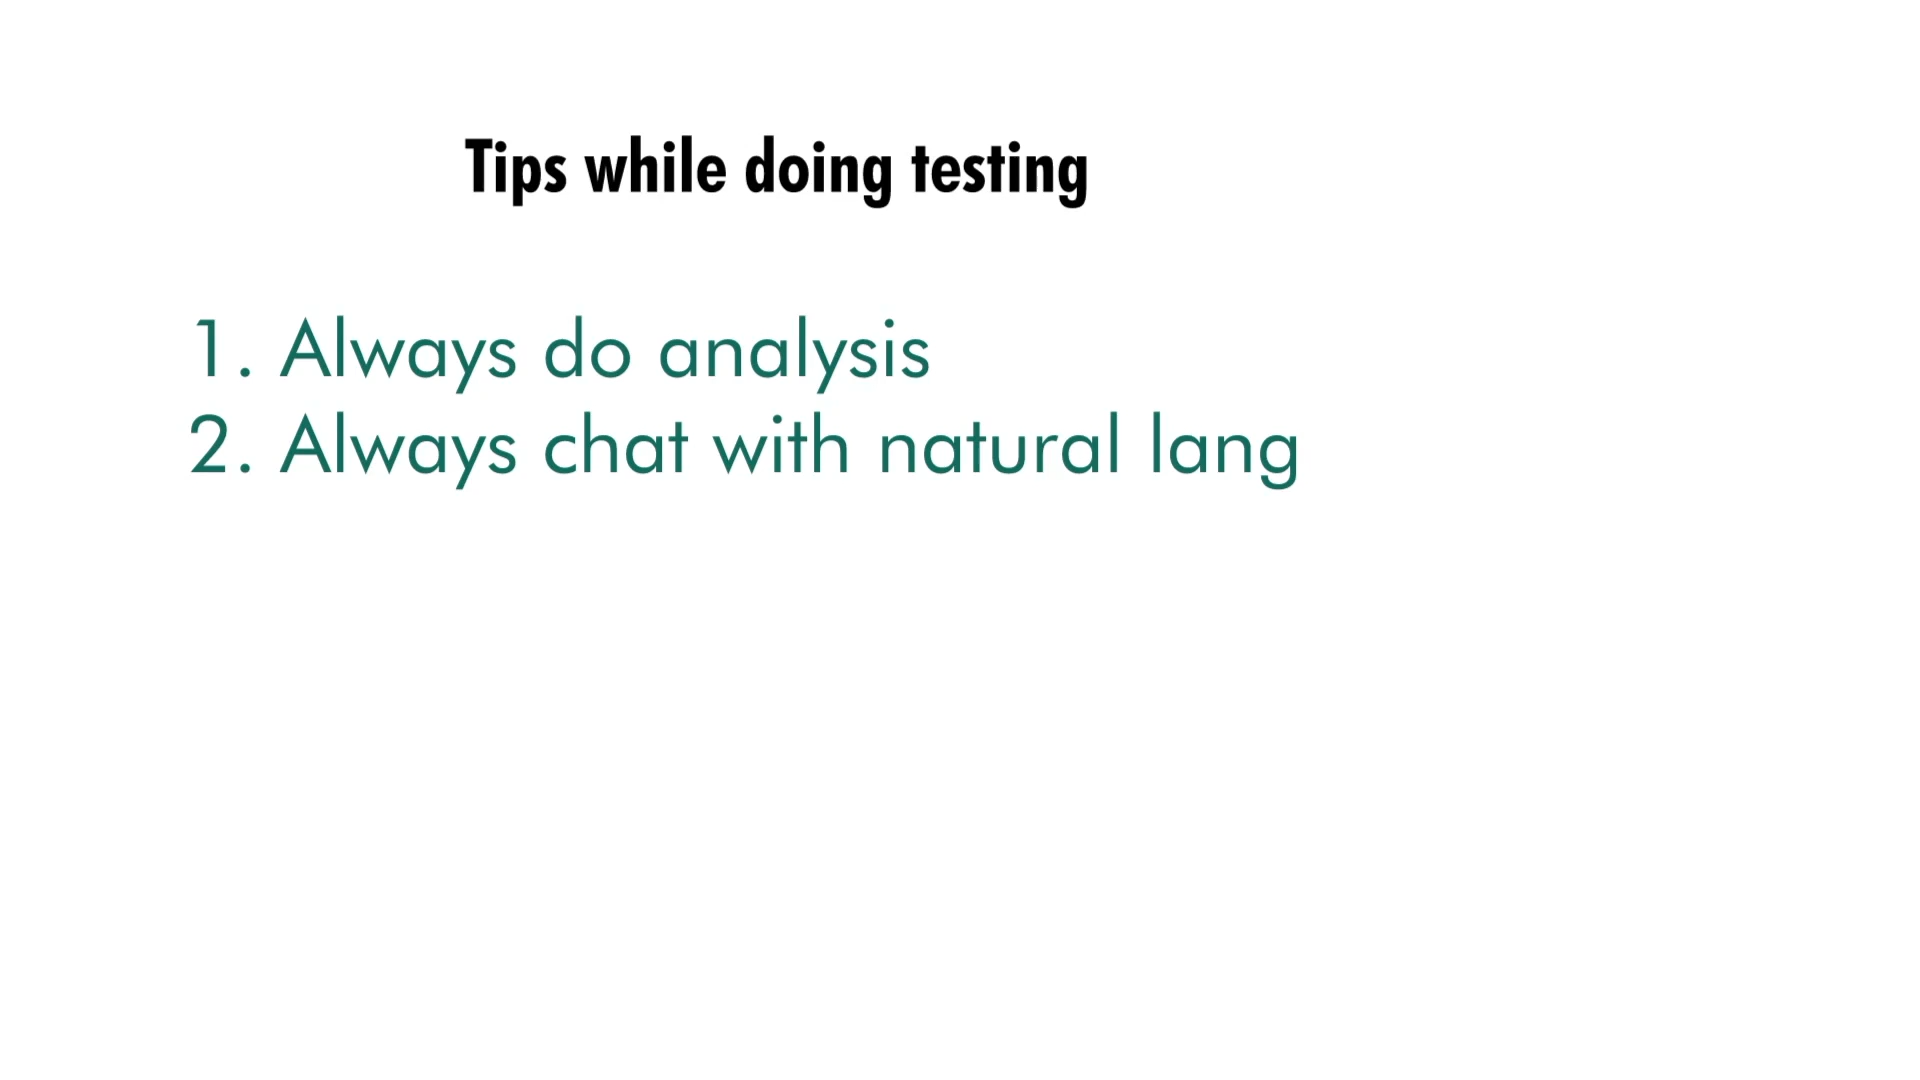 Tips while doing testing
1. Always do analysis
2. Always chat with natural lang